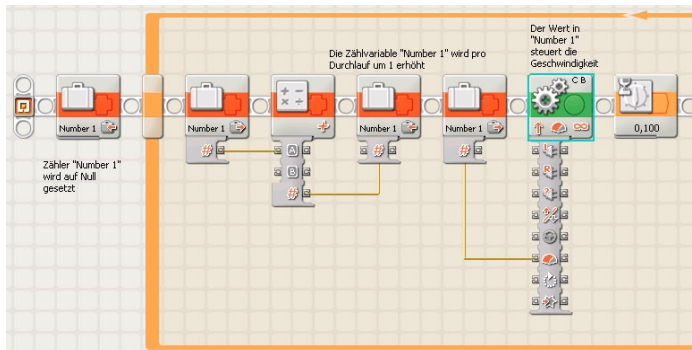 Der Wert in
"Number 1"
steuert die
Geschwindigkeit
Die Zählvariable "Number 1" wird pro
Durchlauf um 1 erhöht
C B
Number 1
Number 1
Number 1
Number 1
0,100
A
B
Zähler "Number 1"
wird auf Null
gesetzt